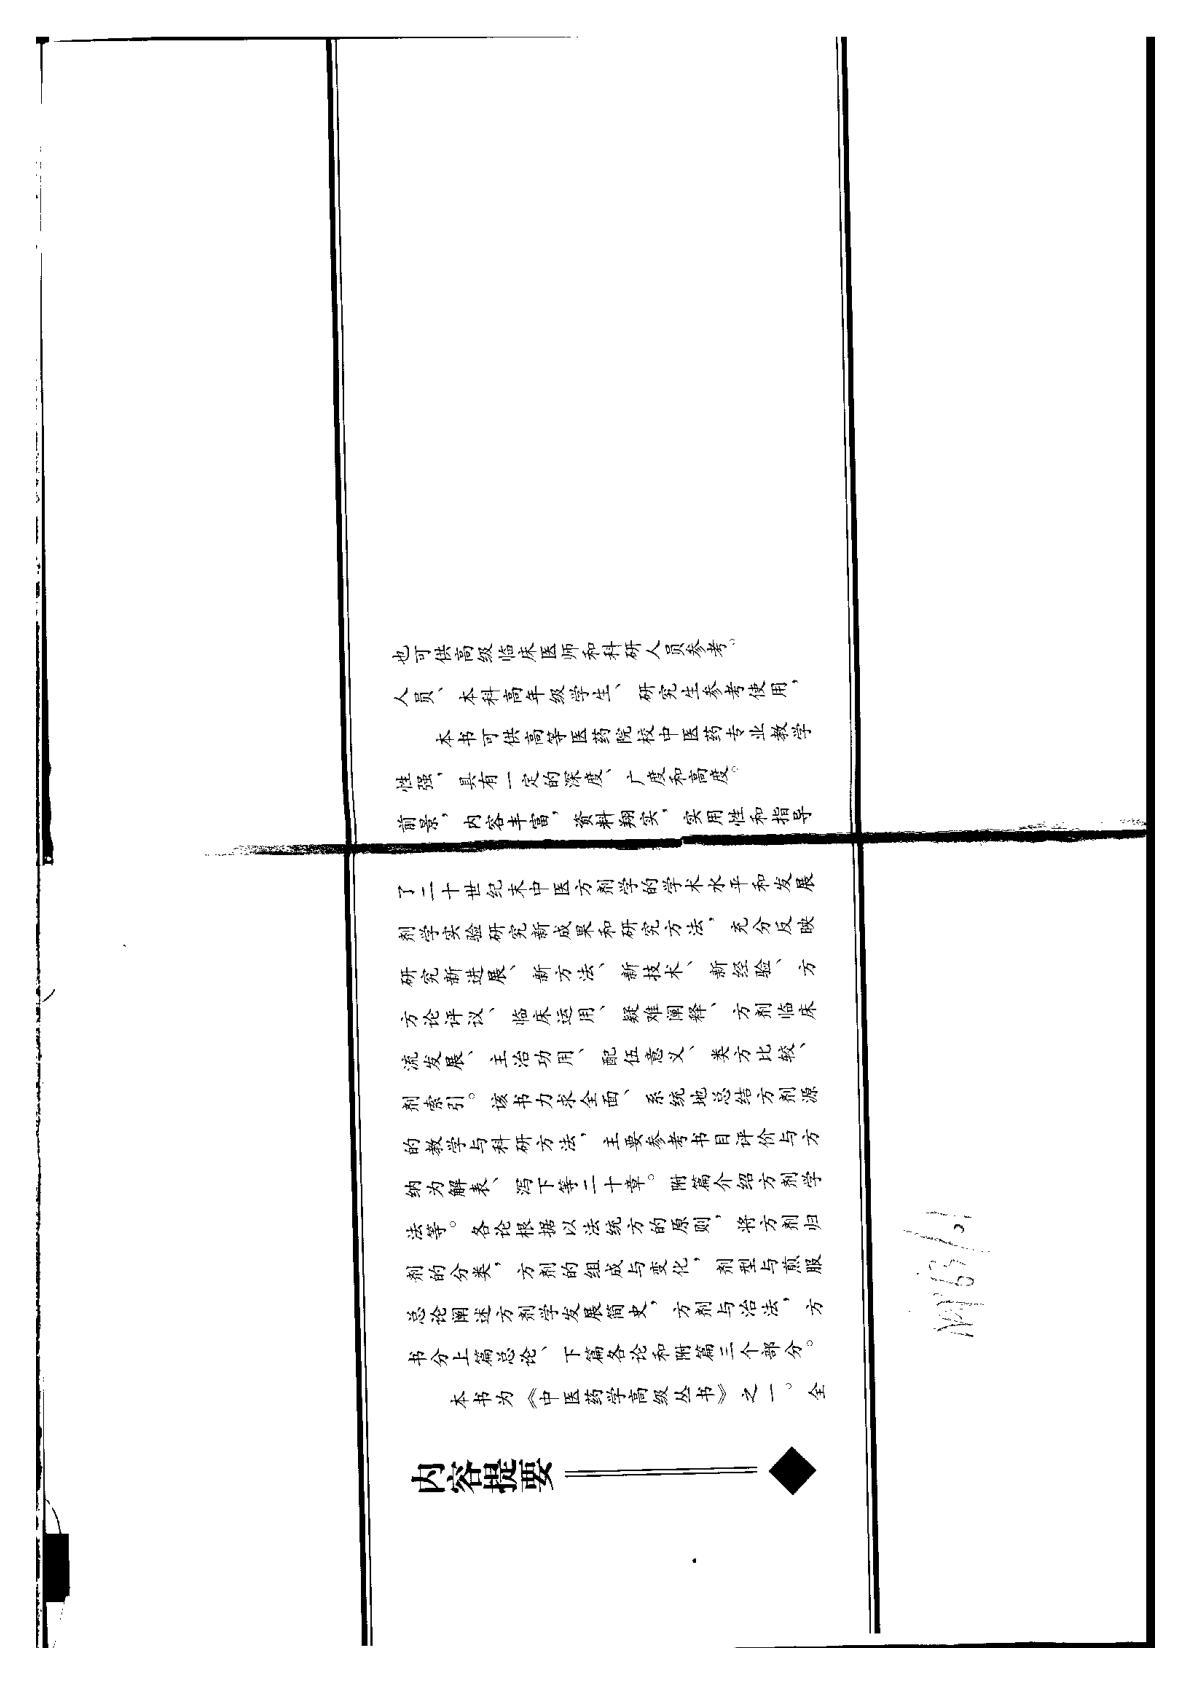 内容提要
本书为《中医药学高级丛书》之一。全
书分上篇总论、下篇各论和附篇三个部分。
总论阐述方剂学发展简史，方剂与治法，方
剂的分类，方剂的组成与变化，剂型与煎服
法等。各论根据以法统方的原则，将方剂归
纳为解表、泻下等二十章。附篇介绍方剂学
的教学与科研方法，主要参考书目评价与方
剂索引。该书力求全面、系统地总结方剂源
流发展、主治功用、配伍意义、类方比较、
方论评议、临床运用、疑难阐释、方剂临床
研究新进展、新方法、新技术、新经验、方
剂学实验研究新成果和研究方法，充分反映
了二十世纪末中医方剂学的学术水平和发展
前景，内容丰富，资料翔实，实用性和指导
性强，具有一定的深度、广度和高度。
本书可供高等医药院校中医药专业教学
人员、本科高年级学生、研究生参考使用，
也可供高级临床医师和科研人员参考。